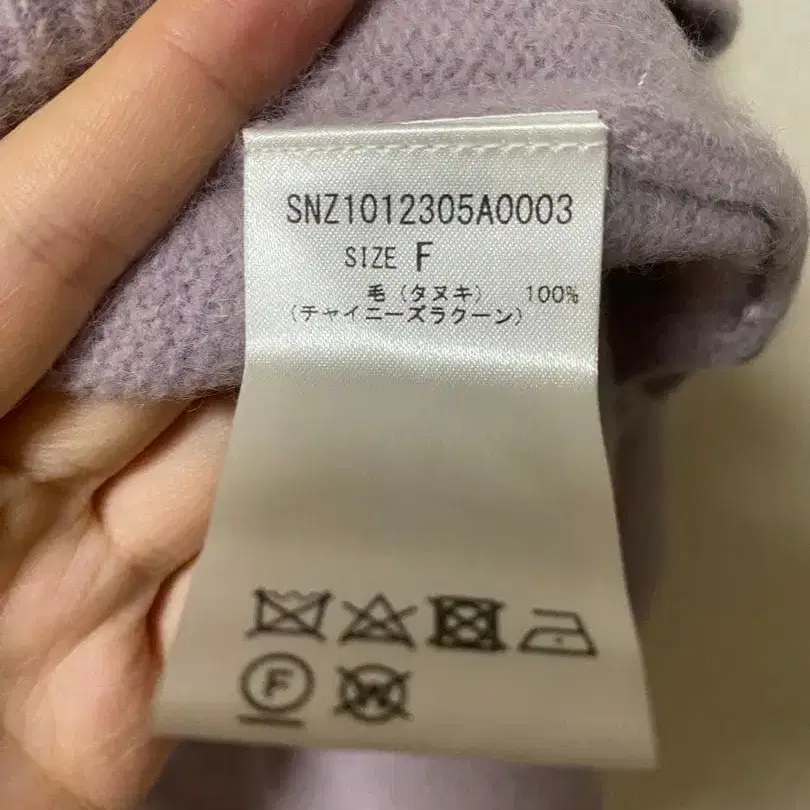 SNZ1012305A0003
SIZE F
毛（タヌキ） 100%
（チャイニーズラクーン）
F W